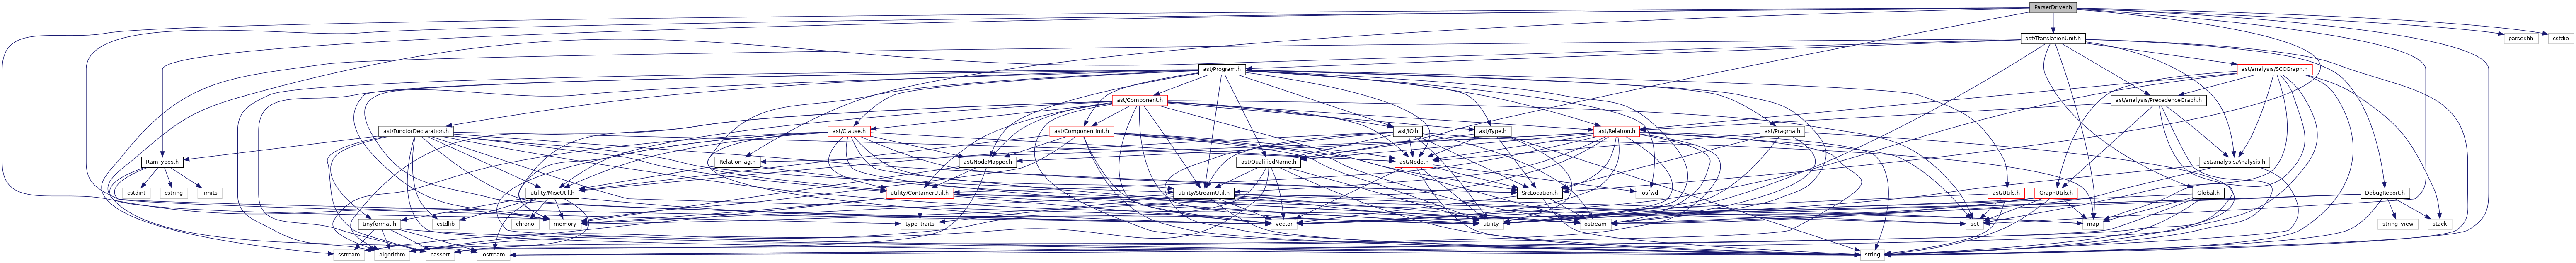 ParserDriver.h
ast/TranslationUnit.h
parser.hh
cstdio
ast/Program.h
ast/analysis/SCCGraph.h
ast/Component.h
ast/analysis/PrecedenceGraph.h
ast/FunctorDeclaration.h
ast/Clause.h
ast/ComponentInit.h
ast/IO.h
ast/Type.h
ast/Relation.h
ast/Pragma.h
RamTypes.h
RelationTag.h
ast/NodeMapper.h
ast/QualifiedName.h
ast/Node.h
ast/analysis/Analysis.h
cstdint
cstring
limits
utility/MiscUtil.h
utility/ContainerUtil.h
utility/StreamUtil.h
SrcLocation.h
iosfwd
ast/Utils.h
GraphUtils.h
Global.h
DebugReport.h
tinyformat.h
cstdlib
chrono
memory
type_traits
vector
utility
ostream
set
map
string_view
stack
sstream
algorithm
cassert
iostream
string